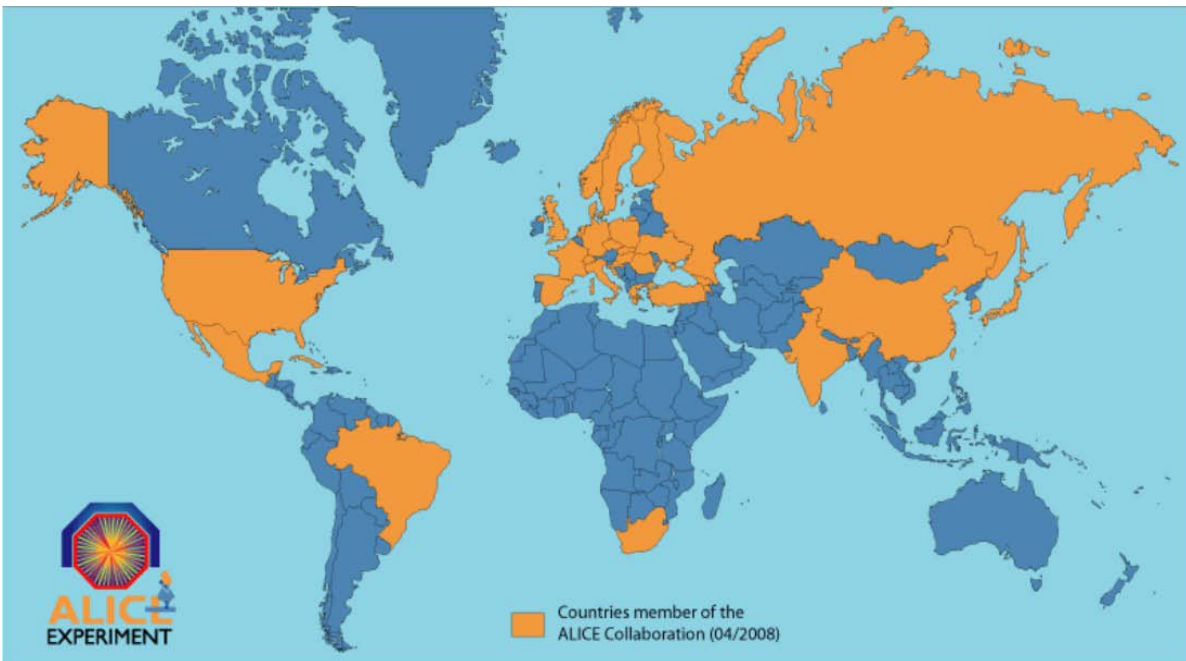 ALICE
EXPERIMENT
Countries member of the
ALICE Collaboration (04/2008)